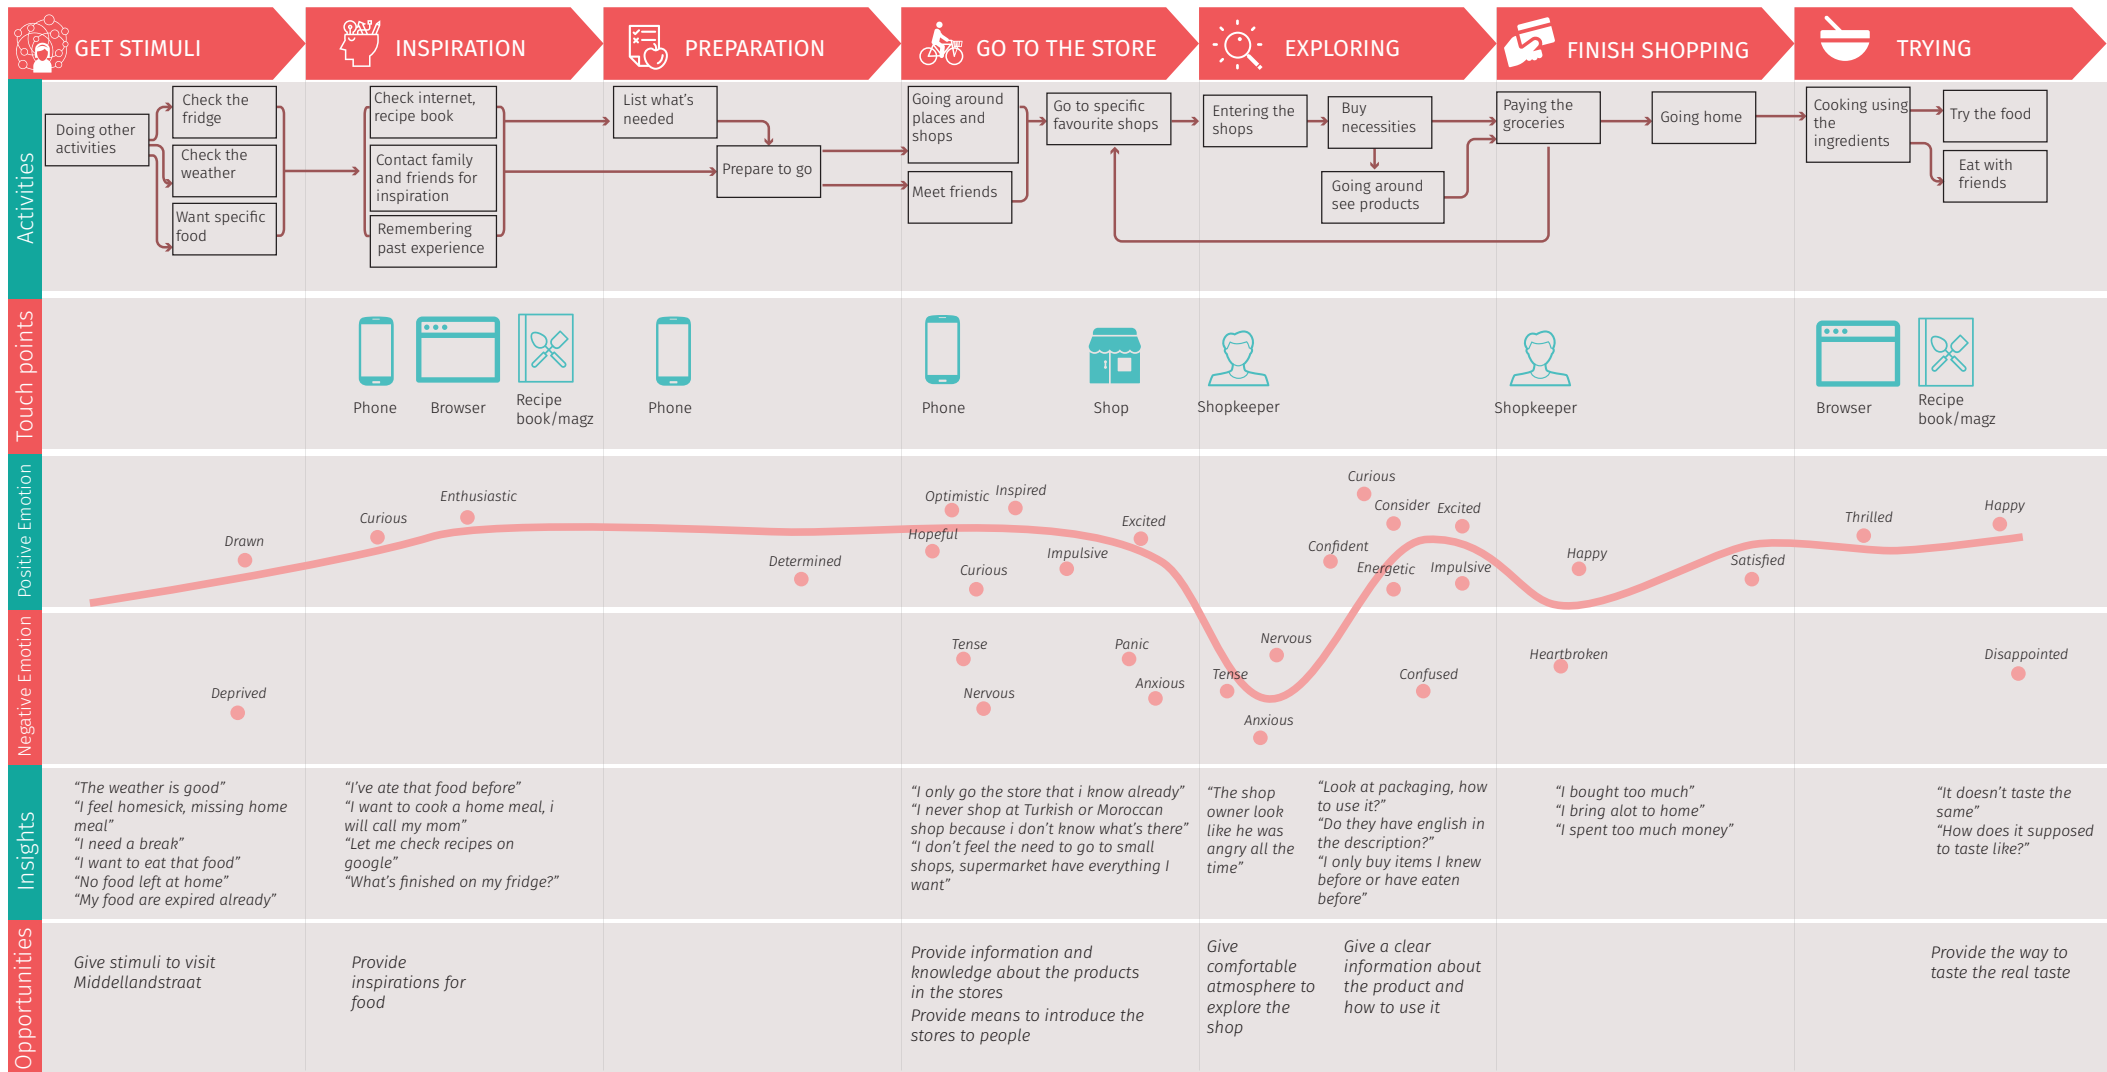 GET STIMULI
INSPIRATION
PREPARATION
GO TO THE STORE
EXPLORING
FINISH SHOPPING
TRYING
Activities
Doing other
activities
Check the
fridge
Check the
weather
Want specific
food
Check internet,
recipe book
Contact family
and friends for
inspiration
Remembering
past experience
List what's
needed
Prepare to go
Going around
places and
shops
Meet friends
Go to specific
favourite shops
Entering the
shops
Buy
necessities
Going around
see products
Paying the
groceries
Going home
Cooking using
the
ingredients
Try the food
Eat with
friends
Touch points
Phone
Browser
Recipe
book/magz
Phone
Phone
Shop
Shopkeeper
Shopkeeper
Browser
Recipe
book/magz
Positive Emotion
Drawn
Curious
Enthusiastic
Determined
Optimistic
Inspired
Hopeful
Curious
Impulsive
Excited
Curious
Consider
Excited
Confident
Energetic
Impulsive
Happy
Satisfied
Thrilled
Happy
Negative Emotion
Deprived
Tense
Nervous
Panic
Anxious
Tense
Nervous
Anxious
Confused
Heartbroken
Disappointed
Insights
“The weather is good”
“I feel homesick, missing home
meal”
“I need a break”
“I want to eat that food”
“No food left at home”
“My food are expired already”
“I’ve ate that food before”
“I want to cook a home meal, i
will call my mom”
“Let me check recipes on
google”
“What’s finished on my fridge?”
“I only go the store that i know already”
“I never shop at Turkish or Moroccan
shop because i don’t know what’s there”
“I don’t feel the need to go to small
shops, supermarket have everything I
want”
“The shop
owner look
like he was
angry all the
time”
“Look at packaging, how
to use it?”
“Do they have english in
the description?”
“I only buy items I knew
before or have eaten
before”
“I bought too much”
“I bring alot to home”
“I spent too much money”
“It doesn’t taste the
same”
“How does it supposed
to taste like?”
Opportunities
Give stimuli to visit
Middellandstraat
Provide
inspirations for
food
Provide information and
knowledge about the products
in the stores
Provide means to introduce the
stores to people
Give
comfortable
atmosphere to
explore the
shop
Give a clear
information about
the product and
how to use it
Provide the way to
taste the real taste